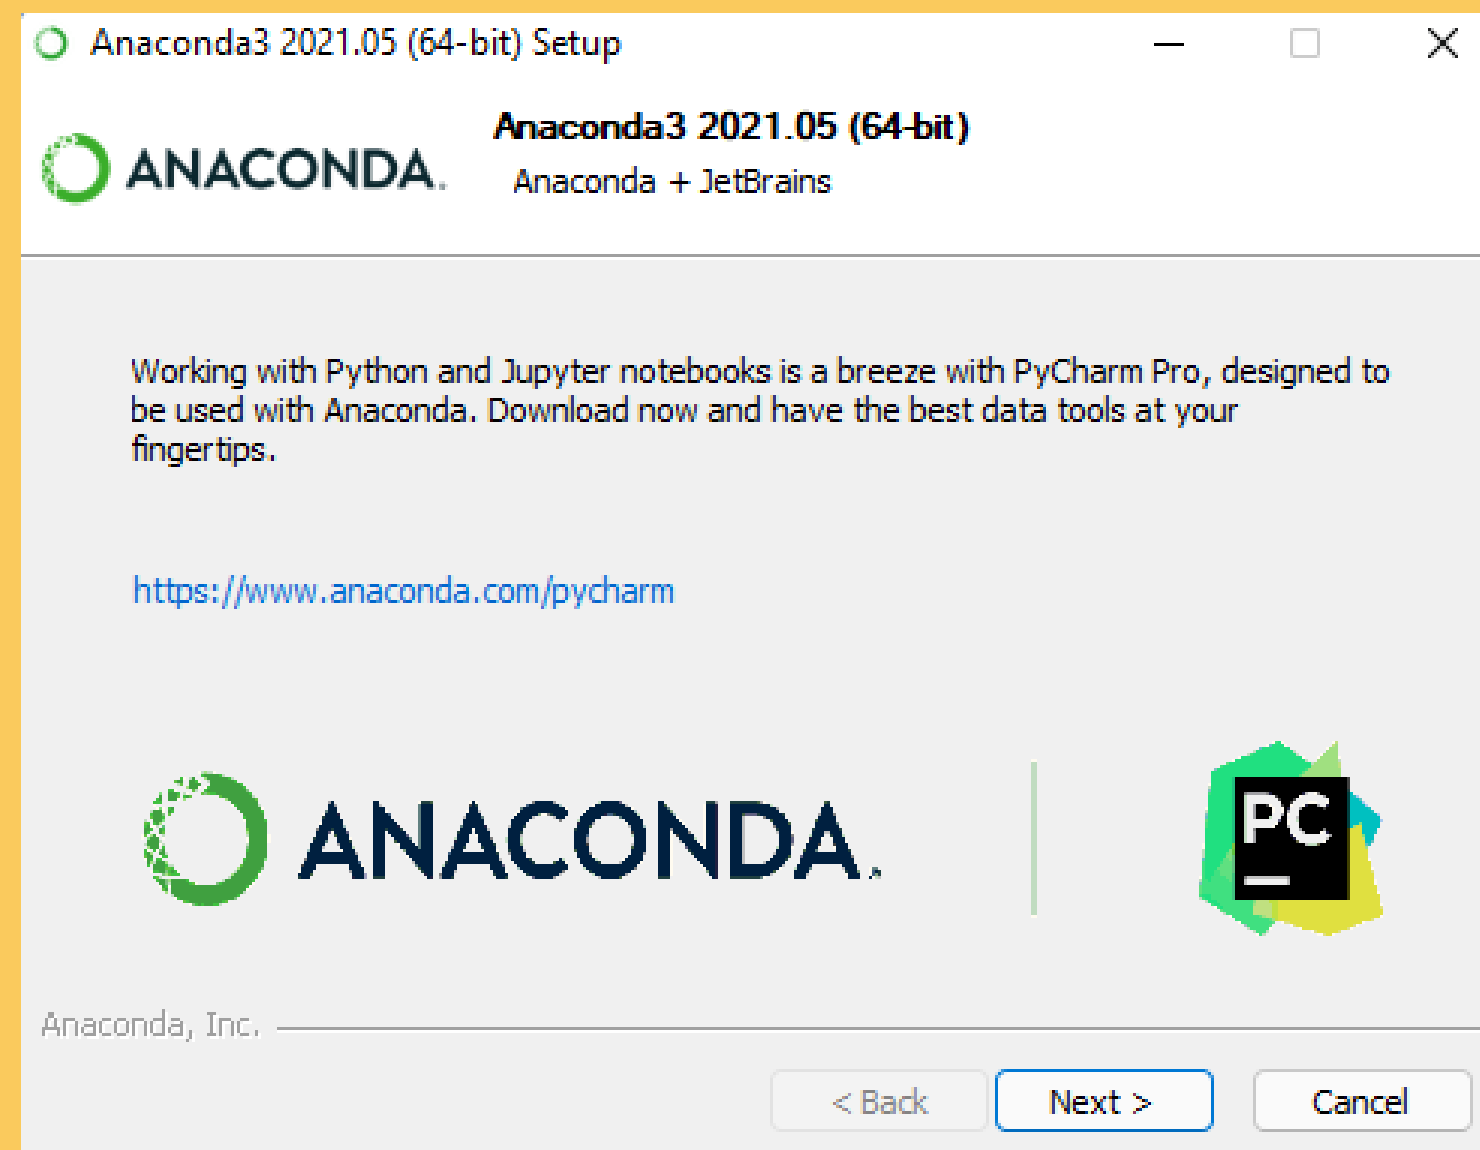 Anaconda3 2021.05 (64-bit) Setup
Anaconda3 2021.05 (64-bit)
ANACONDA.
Anaconda + JetBrains
Working with Python and Jupyter notebooks is a breeze with PyCharm Pro, designed to
be used with Anaconda. Download now and have the best data tools at your
fingertips.
https://www.anaconda.com/pycharm
ANACONDA.
PC
Anaconda, Inc.
< Back
Next >
Cancel